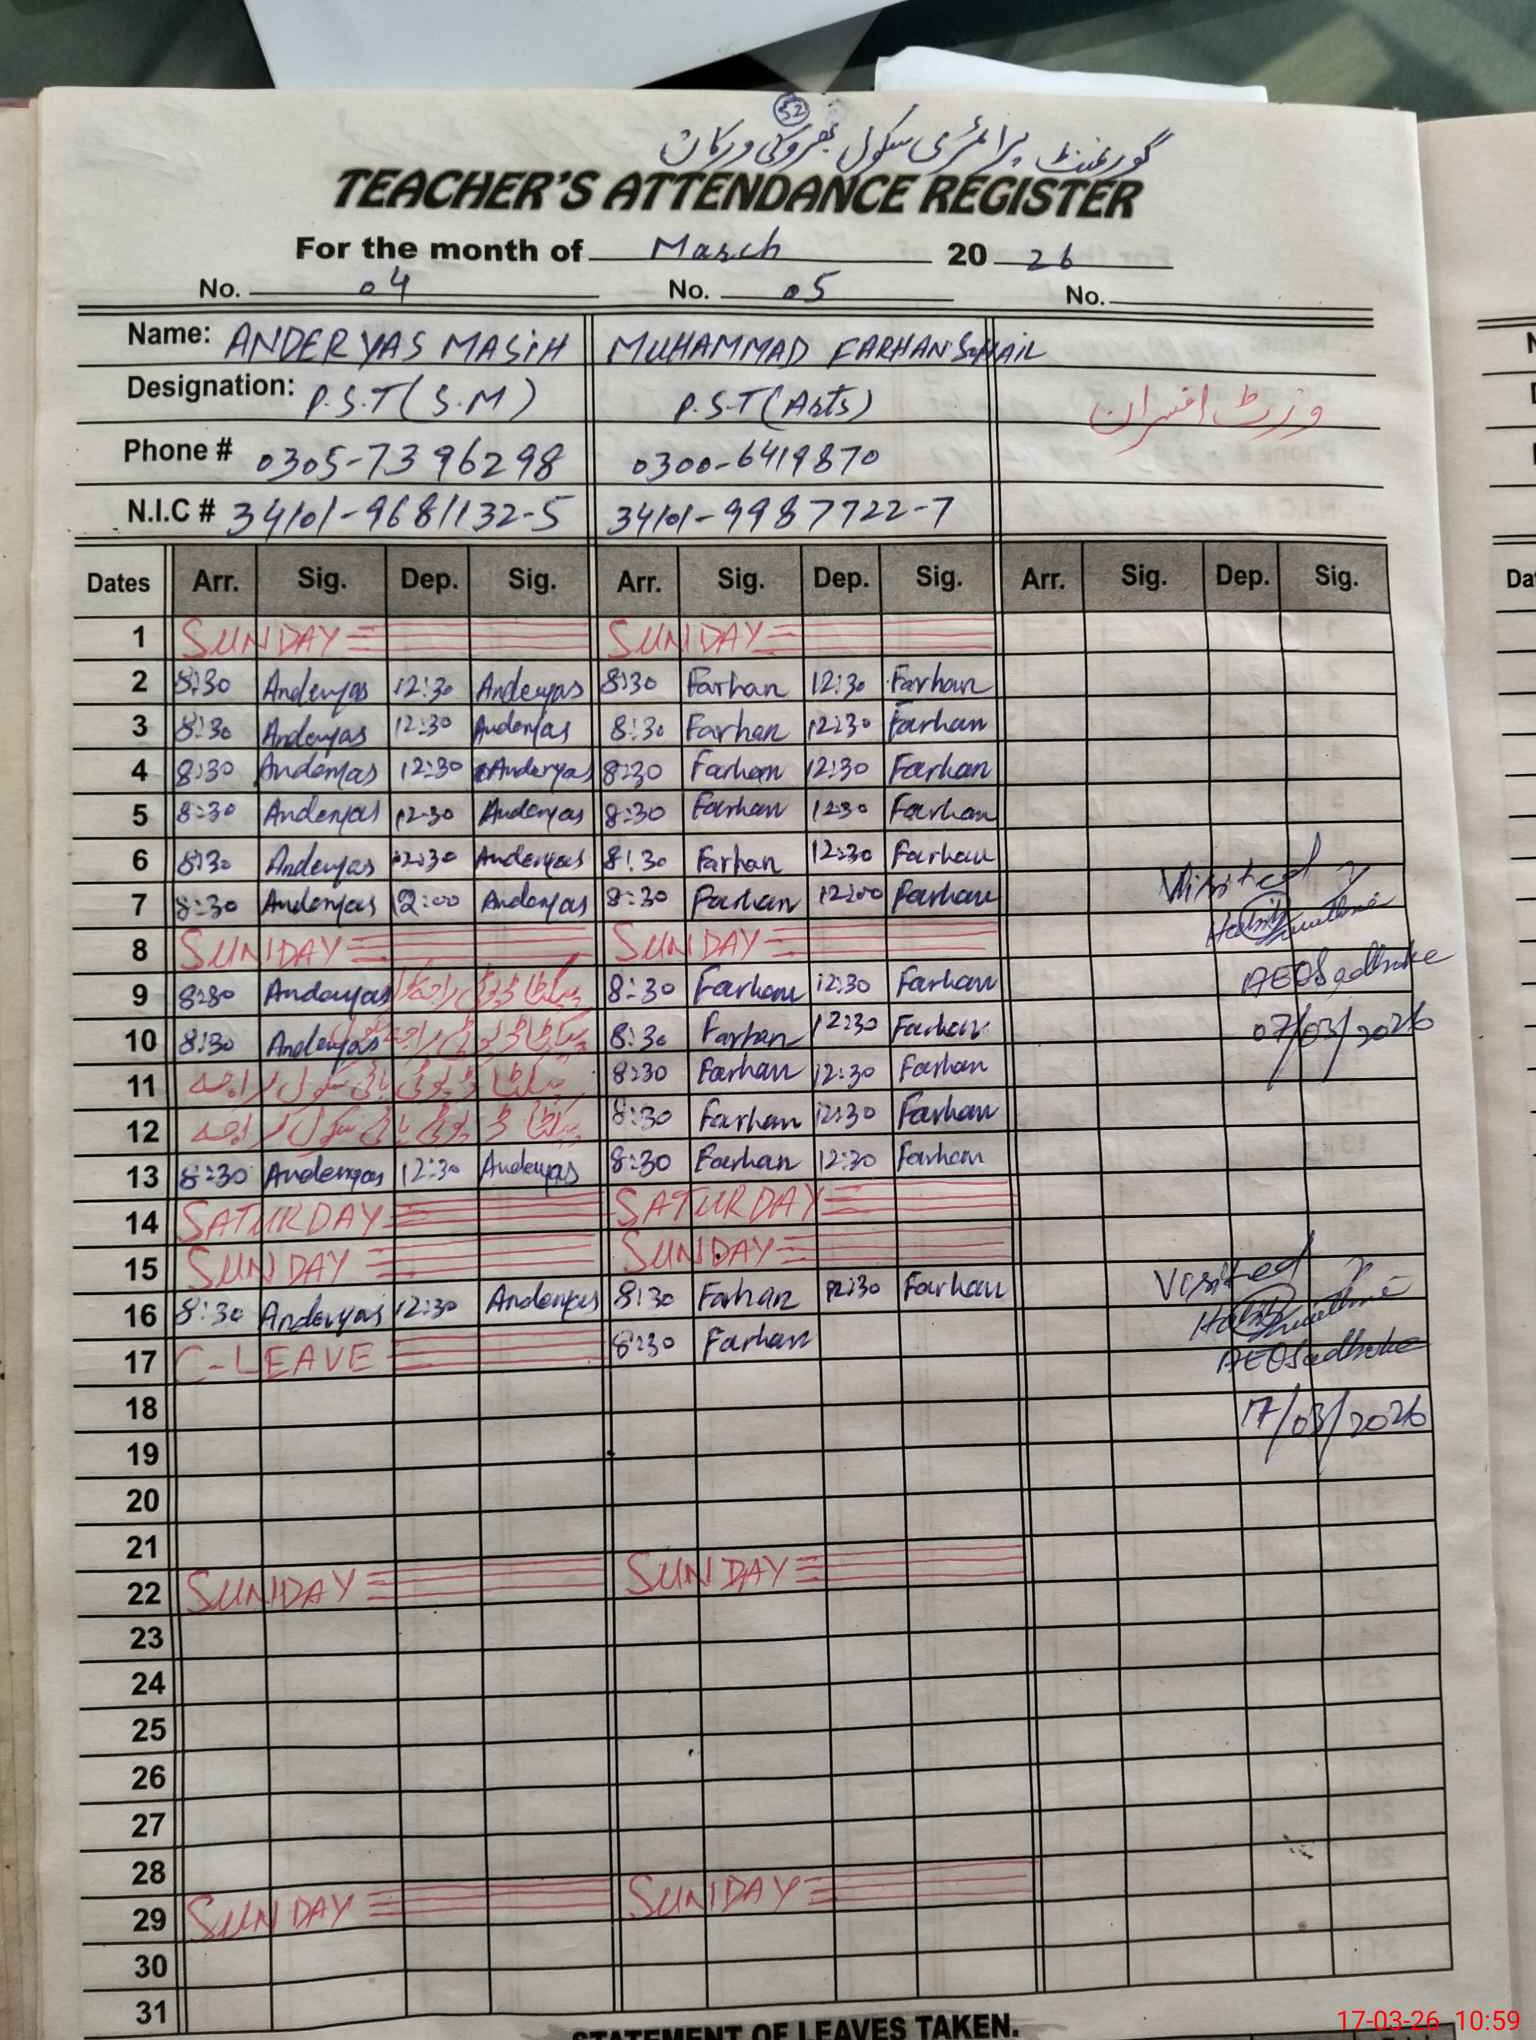 52
گورنمنٹ پرائمری سکول بھروکی ورکاں
TEACHER'S ATTENDANCE REGISTER
For the month of March 20 26
No. 04 No. 05 No.
Name: ANDERYAS MASIH MUHAMMAD FARHAN SOHAIL
Designation: P.S.T (S.M) P.S.T (Arts) وزٹ افسران
Phone # 0305-7396298 0300-6419870
N.I.C # 34101-9681132-5 34101-9987722-7
Dates Arr. Sig. Dep. Sig. Arr. Sig. Dep. Sig. Arr. Sig. Dep. Sig.
1 SUNDAY SUNDAY
2 8:30 Anderyas 12:30 Anderyas 8:30 Farhan 12:30 Farhan
3 8:30 Anderyas 12:30 Anderyas 8:30 Farhan 12:30 Farhan
4 8:30 Anderyas 12:30 Anderyas 8:30 Farhan 12:30 Farhan
5 8:30 Anderyas 12:30 Anderyas 8:30 Farhan 12:30 Farhan
6 8:30 Anderyas 12:30 Anderyas 8:30 Farhan 12:30 Farhan
7 8:30 Anderyas 12:00 Anderyas 8:30 Farhan 12:00 Farhan Visited
8 SUNDAY SUNDAY
AEO Sadhoke
9 8:30 Anderyas 8:30 Farhan 12:30 Farhan
10 8:30 Anderyas 8:30 Farhan 12:30 Farhan 07/03/2026
11 ہائی سکول 8:30 Farhan 12:30 Farhan
12 ہائی سکول 8:30 Farhan 12:30 Farhan
13 8:30 Anderyas 12:30 Anderyas 8:30 Farhan 12:30 Farhan
14 SATURDAY SATURDAY
15 SUNDAY SUNDAY
16 8:30 Anderyas 12:30 Anderyas 8:30 Farhan 12:30 Farhan Visited
17 C-LEAVE 8:30 Farhan AEO Sadhoke
18 17/03/2026
19
20
21
22 SUNDAY SUNDAY
23
24
25
26
27
28
29 SUNDAY SUNDAY
30
31
STATEMENT OF LEAVES TAKEN.
17-03-26 10:59